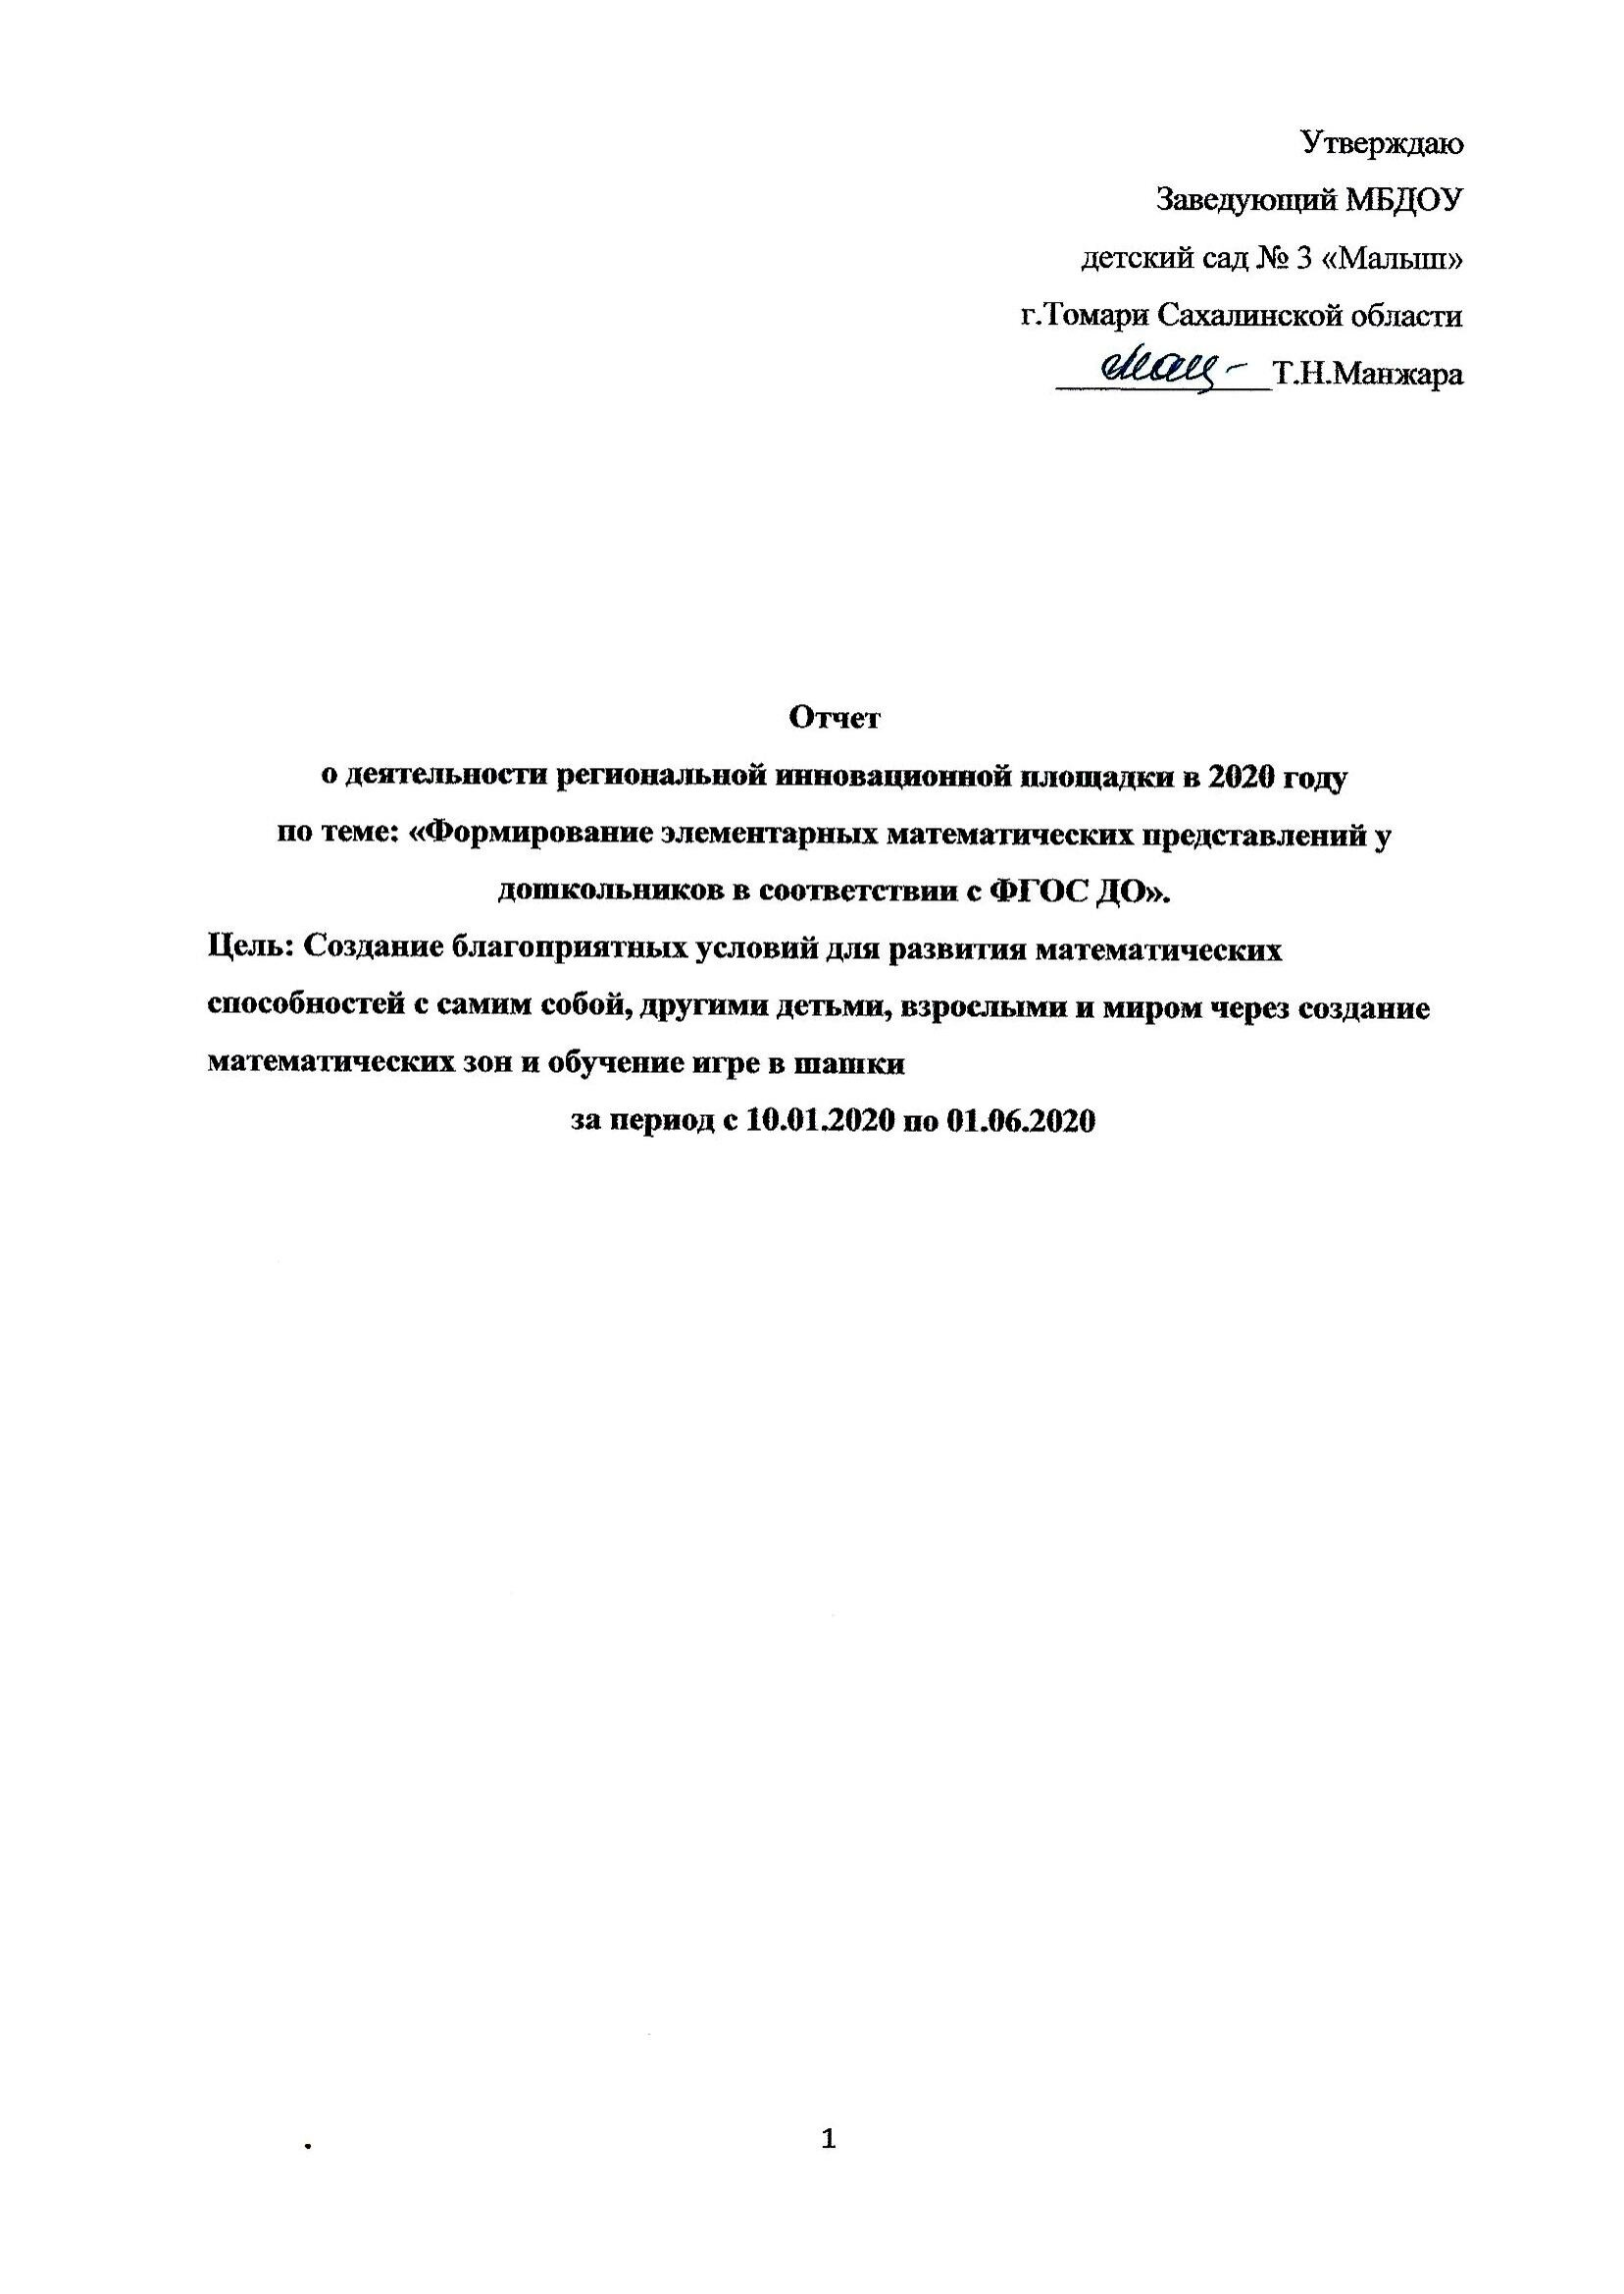 Утверждаю
Заведующий МБДОУ
детский сад № 3 «Малыш»
г.Томари Сахалинской области
Т.Н.Манжара
Отчет
о деятельности региональной инновационной площадки в 2020 году
по теме: «Формирование элементарных математических представлений у
дошкольников в соответствии с ФГОС ДО».
Цель: Создание благоприятных условий для развития математических
способностей с самим собой, другими детьми, взрослыми и миром через создание
математических зон и обучение игре в шашки
за период с 10.01.2020 по 01.06.2020
1